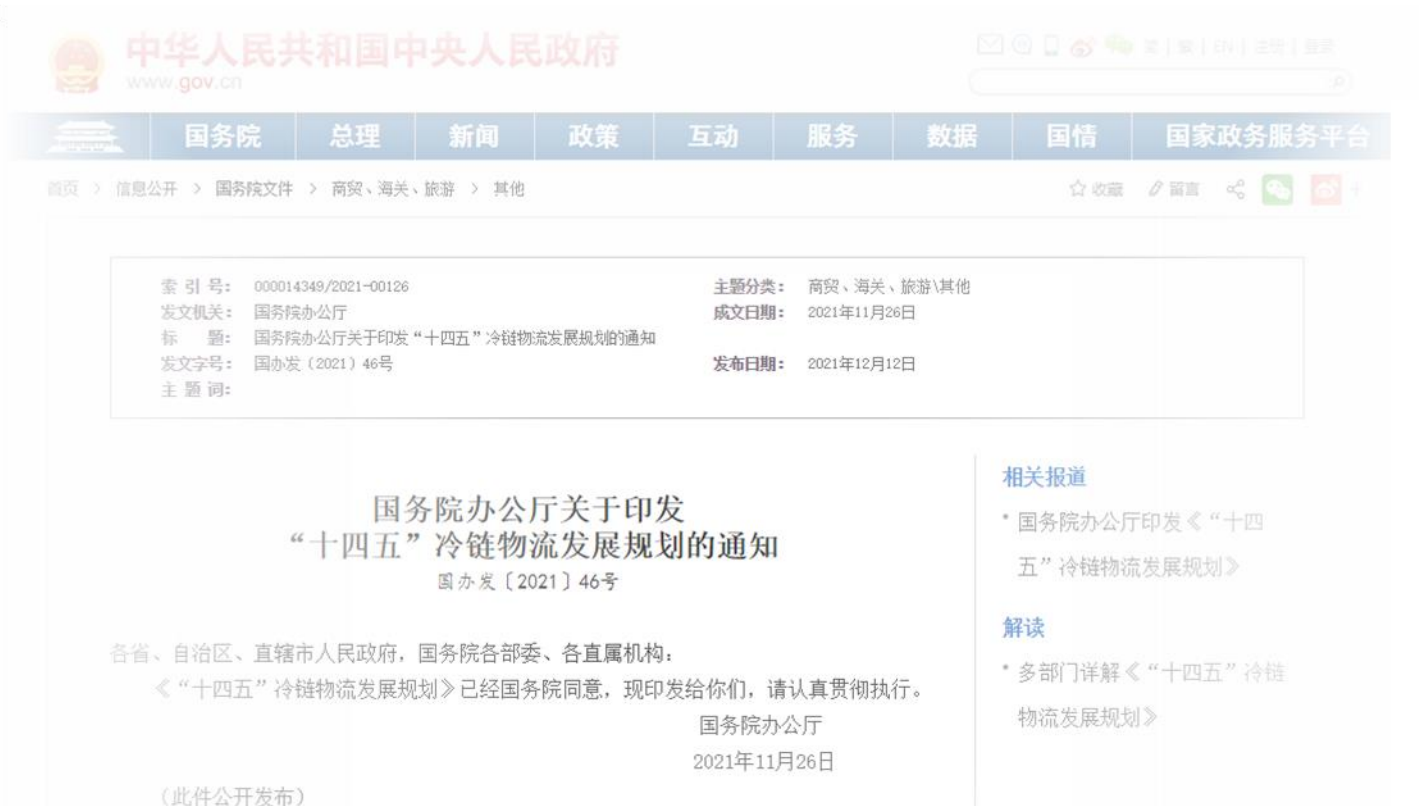 中华人民共和国中央人民政府
www.gov.cn
繁 | EN | 注册 | 登录
国务院 总理 新闻 政策 互动 服务 数据 国情 国家政务服务平台
首页 > 信息公开 > 国务院文件 > 商贸、海关、旅游 > 其他
收藏 留言
索 引 号： 000014349/2021-00126 主题分类： 商贸、海关、旅游\其他
发文机关： 国务院办公厅 成文日期： 2021年11月26日
标 题： 国务院办公厅关于印发“十四五”冷链物流发展规划的通知
发文字号： 国办发〔2021〕46号 发布日期： 2021年12月12日
主 题 词：
国务院办公厅关于印发
“十四五”冷链物流发展规划的通知
国办发〔2021〕46号
各省、自治区、直辖市人民政府，国务院各部委、各直属机构：
《“十四五”冷链物流发展规划》已经国务院同意，现印发给你们，请认真贯彻执行。
国务院办公厅
2021年11月26日
（此件公开发布）
相关报道
· 国务院办公厅印发《“十四
五”冷链物流发展规划》
解读
· 多部门详解《“十四五”冷链
物流发展规划》